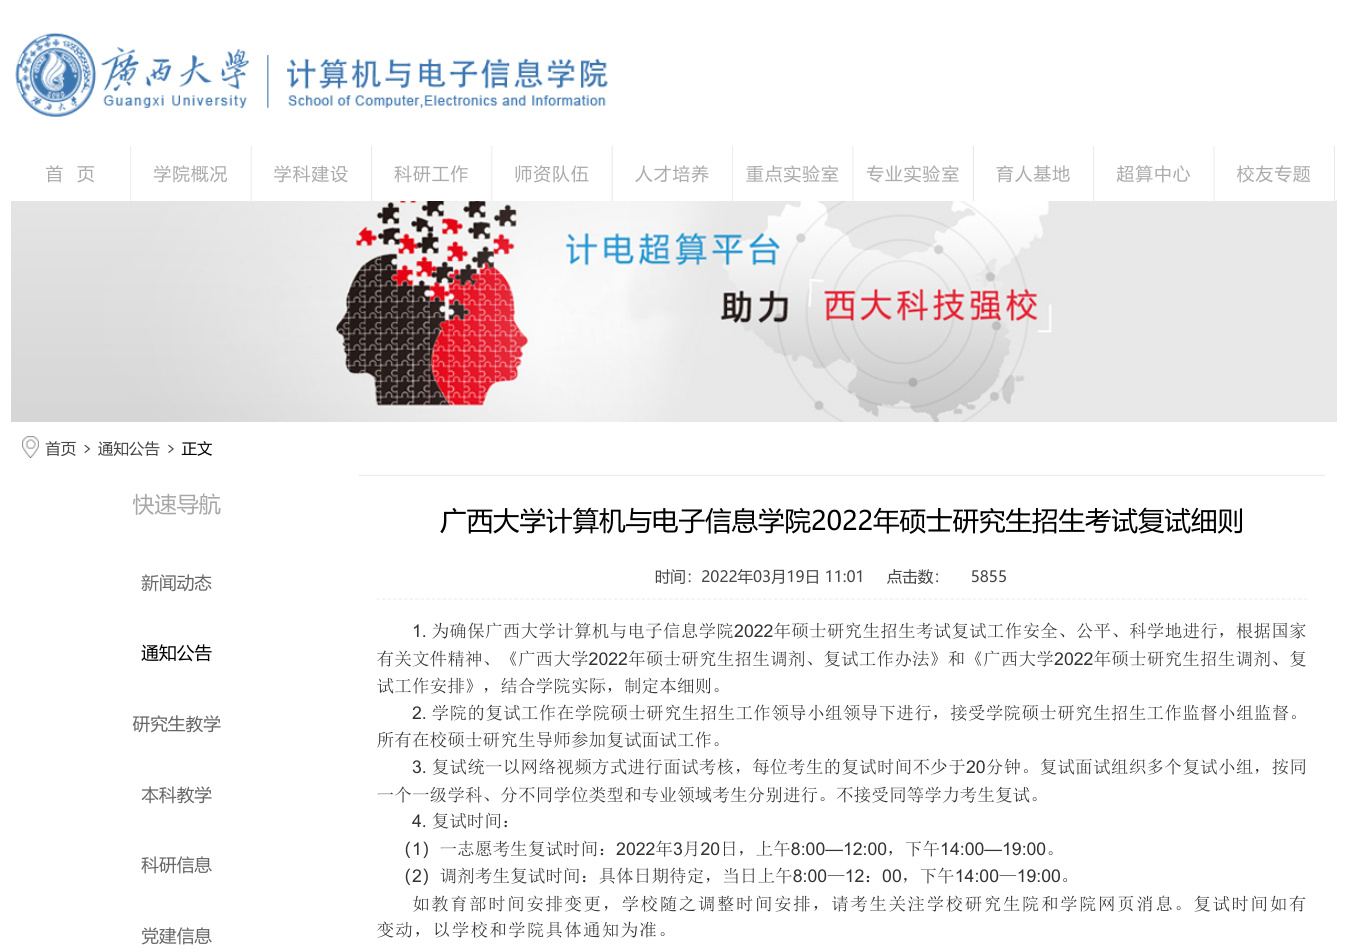 廣西大學
Guangxi University
计算机与电子信息学院
School of Computer,Electronics and Information
首 页
学院概况
学科建设
科研工作
师资队伍
人才培养
重点实验室
专业实验室
育人基地
超算中心
校友专题
计电超算平台
助力「西大科技强校」
首页 > 通知公告 > 正文
快速导航
新闻动态
通知公告
研究生教学
本科教学
科研信息
党建信息
广西大学计算机与电子信息学院2022年硕士研究生招生考试复试细则
时间：2022年03月19日 11:01 点击数： 5855
1. 为确保广西大学计算机与电子信息学院2022年硕士研究生招生考试复试工作安全、公平、科学地进行，根据国家
有关文件精神、《广西大学2022年硕士研究生招生调剂、复试工作办法》和《广西大学2022年硕士研究生招生调剂、复
试工作安排》，结合学院实际，制定本细则。
2. 学院的复试工作在学院硕士研究生招生工作领导小组领导下进行，接受学院硕士研究生招生工作监督小组监督。
所有在校硕士研究生导师参加复试面试工作。
3. 复试统一以网络视频方式进行面试考核，每位考生的复试时间不少于20分钟。复试面试组织多个复试小组，按同
一个一级学科、分不同学位类型和专业领域考生分别进行。不接受同等学力考生复试。
4. 复试时间：
（1）一志愿考生复试时间：2022年3月20日，上午8:00—12:00，下午14:00—19:00。
（2）调剂考生复试时间：具体日期待定，当日上午8:00—12：00，下午14:00—19:00。
如教育部时间安排变更，学校随之调整时间安排，请考生关注学校研究生院和学院网页消息。复试时间如有
变动，以学校和学院具体通知为准。